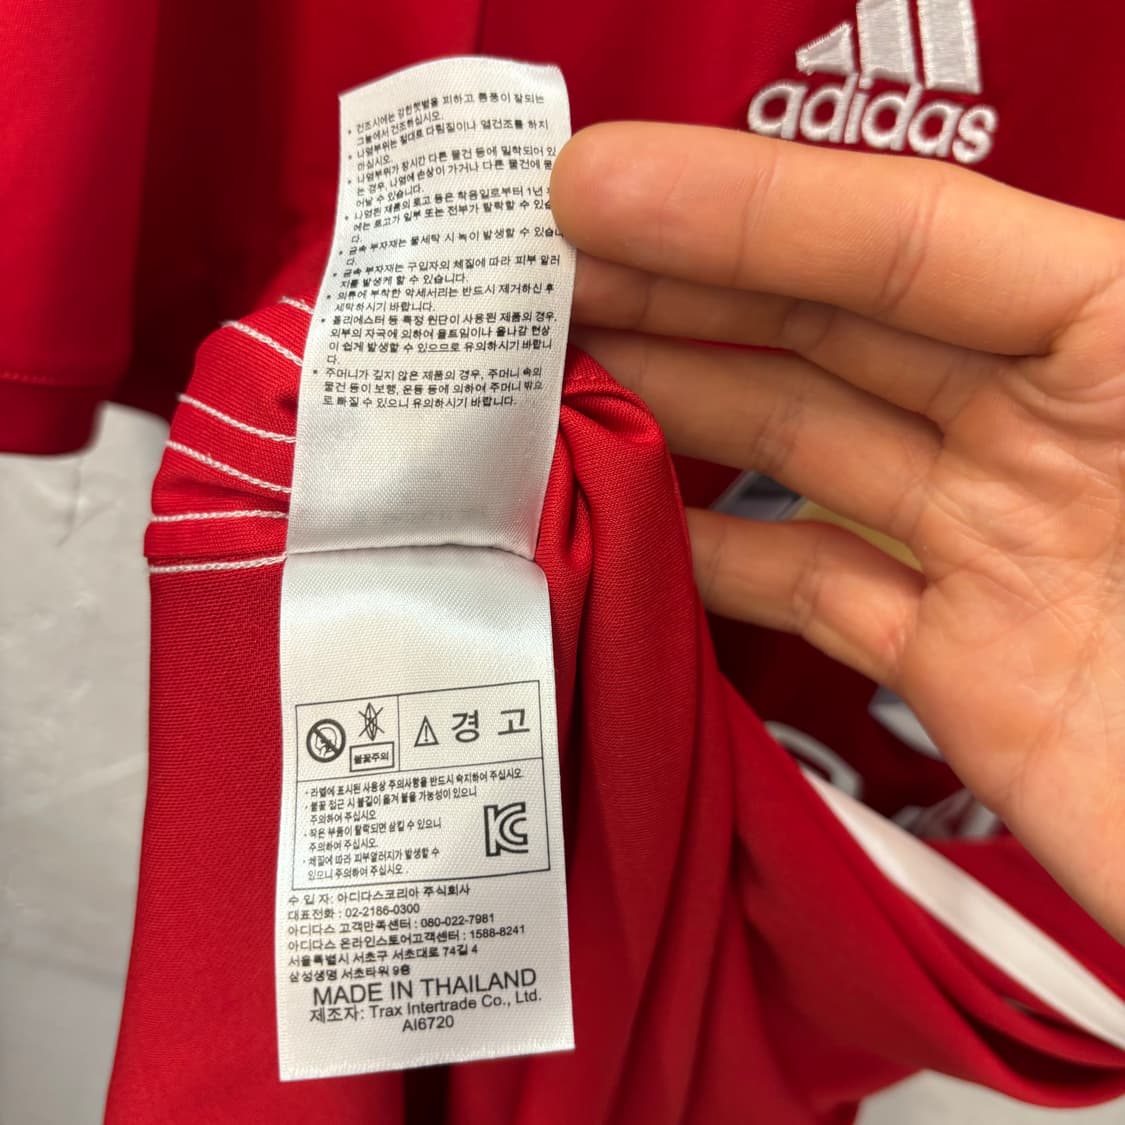 adidas
* 건조시에는 강한햇볕을 피하고 통풍이 잘되는
그늘에서 건조하십시오.
* 나염부위는 절대로 다림질이나 열건조를 하지
마십시오.
* 나염부위가 장시간 다른 물건 등에 밀착되어 있
는 경우, 나염에 손상이 가거나 다른 물건에 묻
어날 수 있습니다.
* 나염된 제품의 로고 등은 착용일로부터 1년 후
에는 로고가 일부 또는 전부가 탈락할 수 있습
다.
* 금속 부자재는 물세탁 시 녹이 발생할 수 있습니
다.
* 금속 부자재는 구입자의 체질에 따라 피부 알러
지를 발생케 할 수 있습니다.
* 의류에 부착한 악세서리는 반드시 제거하신 후
세탁하시기 바랍니다.
* 폴리에스터 등 특정 원단이 사용된 제품의 경우,
외부의 자극에 의하여 올트임이나 올나감 현상
이 쉽게 발생할 수 있으므로 유의하시기 바랍니
다.
* 주머니가 깊지 않은 제품의 경우, 주머니 속의
물건 등이 보행, 운동 등에 의하여 주머니 밖으
로 빠질 수 있으니 유의하시기 바랍니다.
불꽃주의
경 고
· 라벨에 표시된 사용상 주의사항을 반드시 숙지하여 주십시오.
· 불꽃 접근 시 불길이 옮겨 붙을 가능성이 있으니
주의하여 주십시오
· 작은 부품이 탈락되면 삼킬 수 있으니
주의하여 주십시오.
· 체질에 따라 피부알러지가 발생할 수
있으니 주의하여 주십시오.
KC
수 입 자: 아디다스코리아 주식회사
대표전화 : 02-2186-0300
아디다스 고객만족센터 : 080-022-7981
아디다스 온라인스토어고객센터 : 1588-8241
서울특별시 서초구 서초대로 74길 4
삼성생명 서초타워 9층
MADE IN THAILAND
제조자: Trax Intertrade Co., Ltd.
AI6720